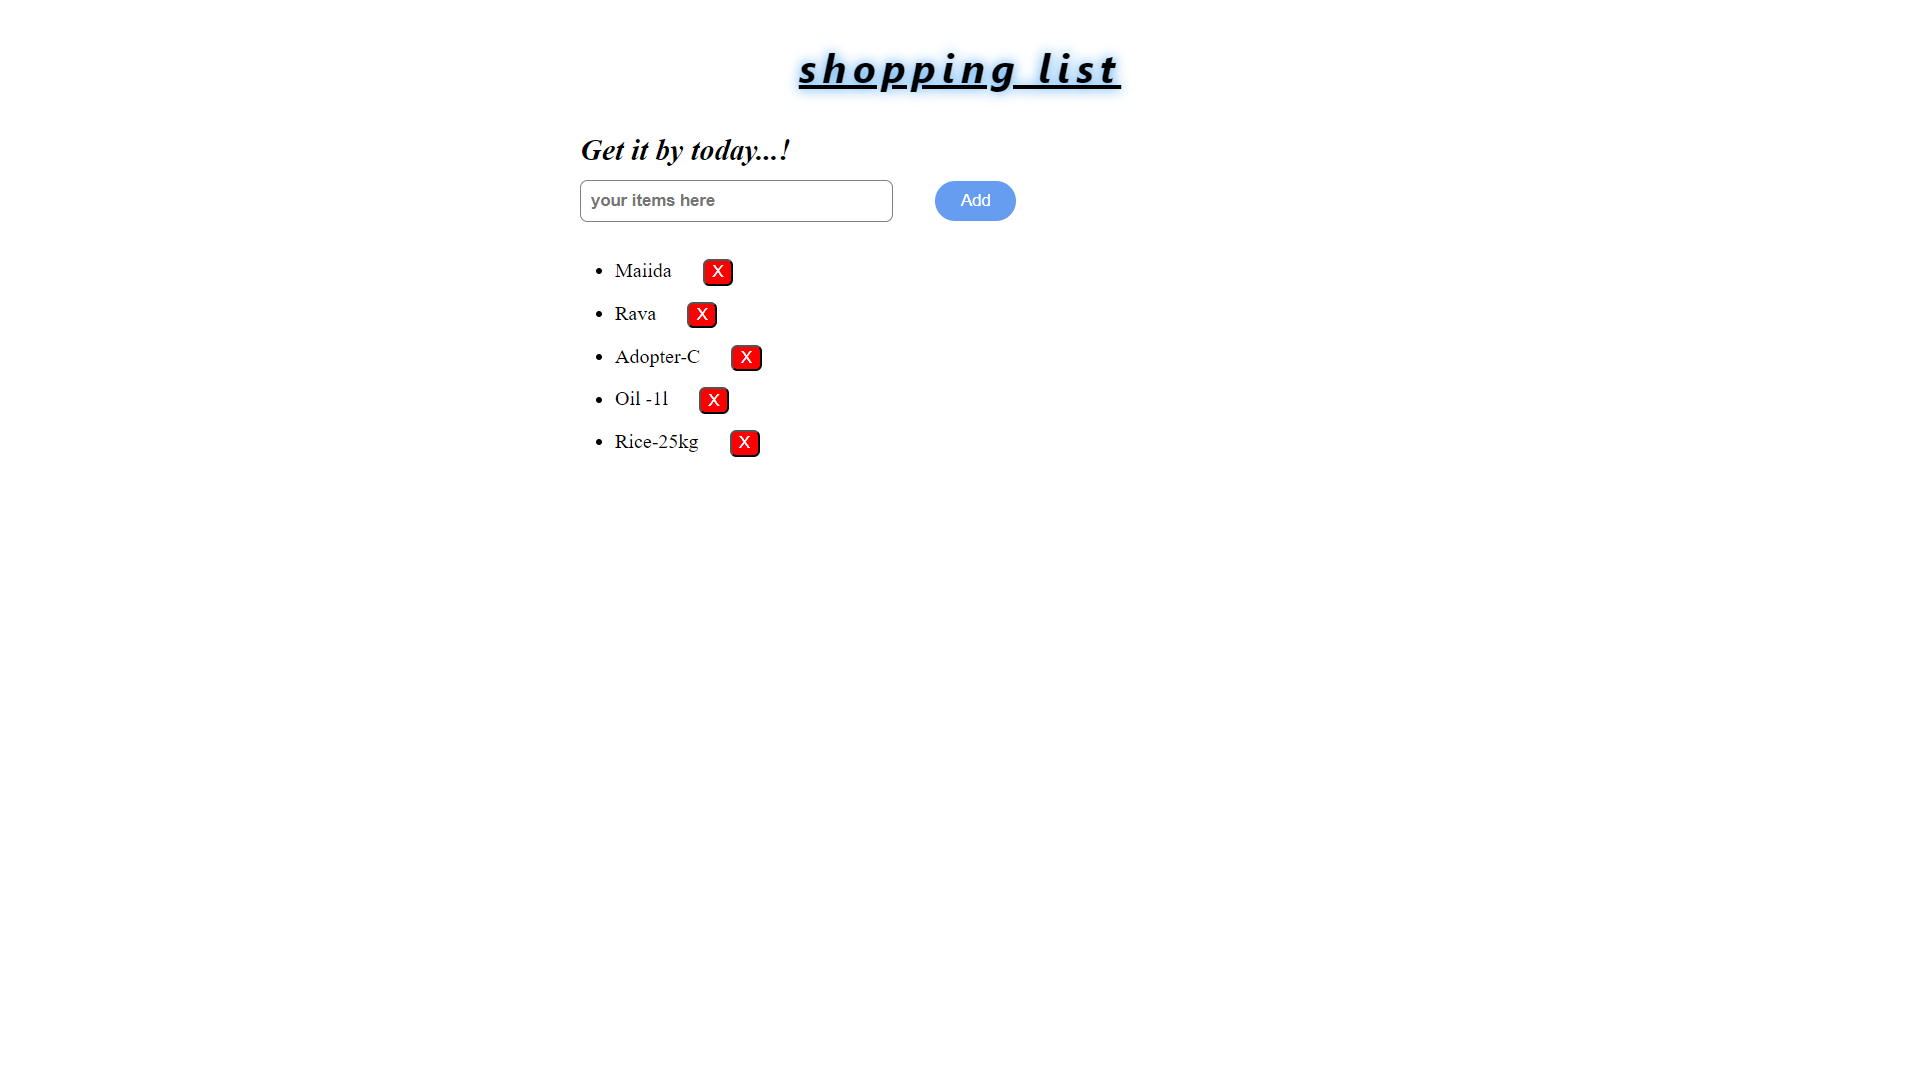 shopping list
Get it by today...!
your items here
Add
Maiida X
Rava X
Adopter-C X
Oil -1l X
Rice-25kg X